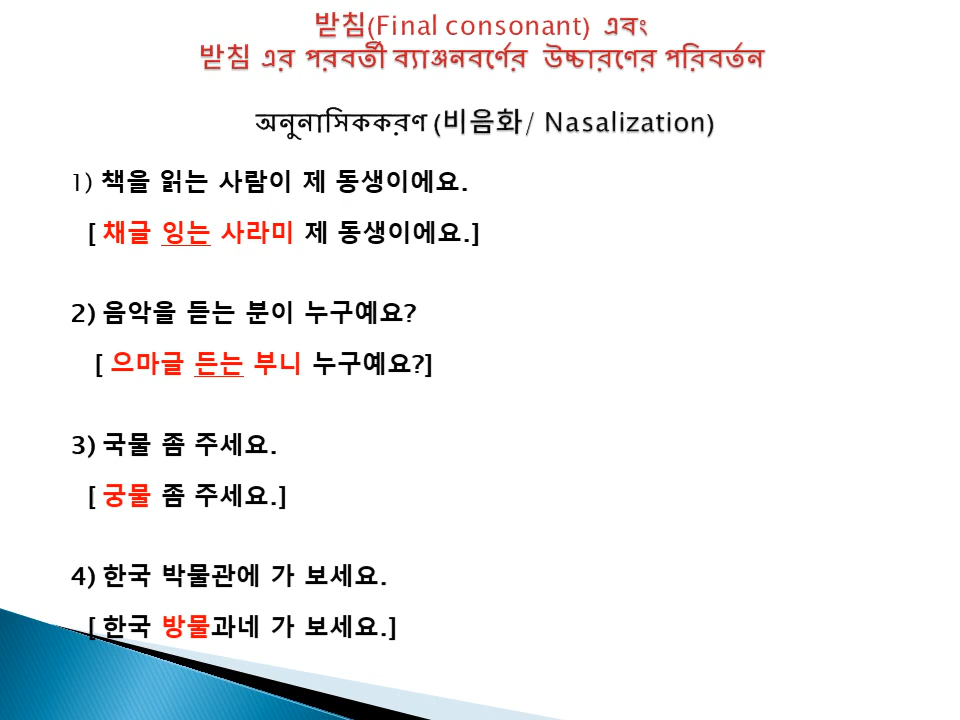 받침(Final consonant) এবং
받침 এর পরবর্তী ব্যাঞ্জনবর্ণের উচ্চারণের পরিবর্তন
অনুনাসিককরণ (비음화/ Nasalization)
1) 책을 읽는 사람이 제 동생이에요.
[ 채글 잉는 사라미 제 동생이에요.]
2) 음악을 듣는 분이 누구예요?
[ 으마글 든는 부니 누구예요?]
3) 국물 좀 주세요.
[ 궁물 좀 주세요.]
4) 한국 박물관에 가 보세요.
[ 한국 방물과네 가 보세요.]